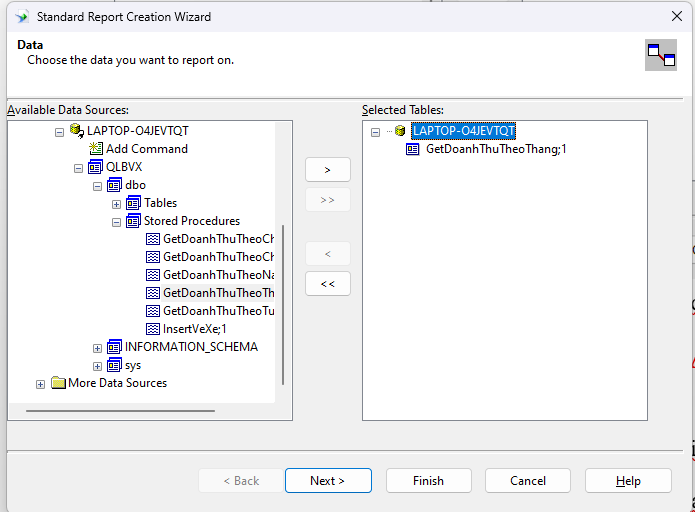 Standard Report Creation Wizard
Data
Choose the data you want to report on.
Available Data Sources:
LAPTOP-O4JEVTQT
Add Command
QLBVX
dbo
Tables
Stored Procedures
GetDoanhThuTheoCh
GetDoanhThuTheoCh
GetDoanhThuTheoNa
GetDoanhThuTheoTh
GetDoanhThuTheoTu
InsertVeXe;1
INFORMATION_SCHEMA
sys
More Data Sources
>
>>
<
<<
Selected Tables:
LAPTOP-O4JEVTQT
GetDoanhThuTheoThang;1
< Back
Next >
Finish
Cancel
Help